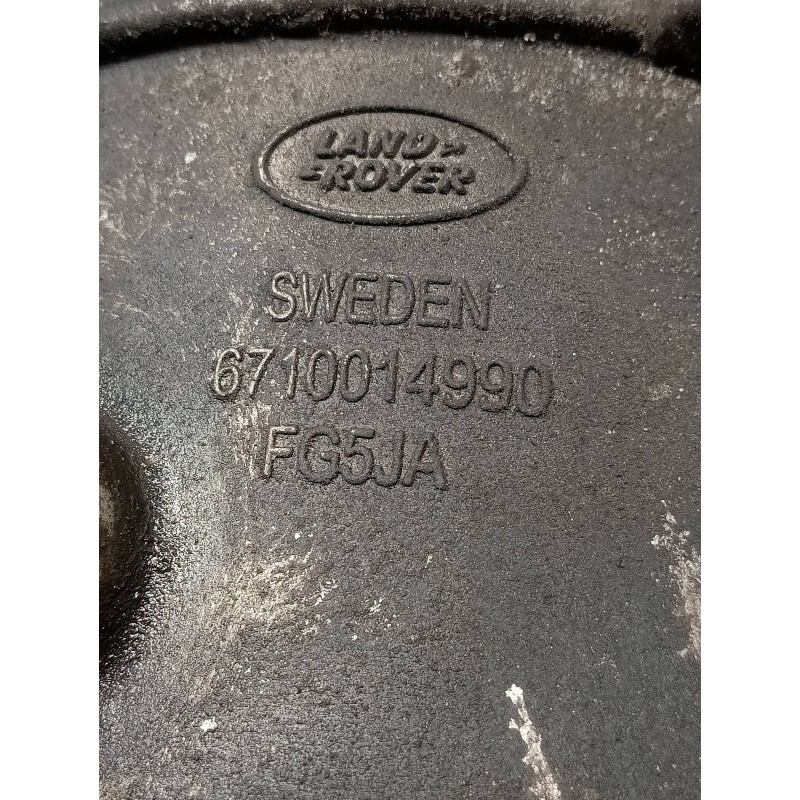 LAND
ROVER
SWEDEN
6710014990
FG5JA